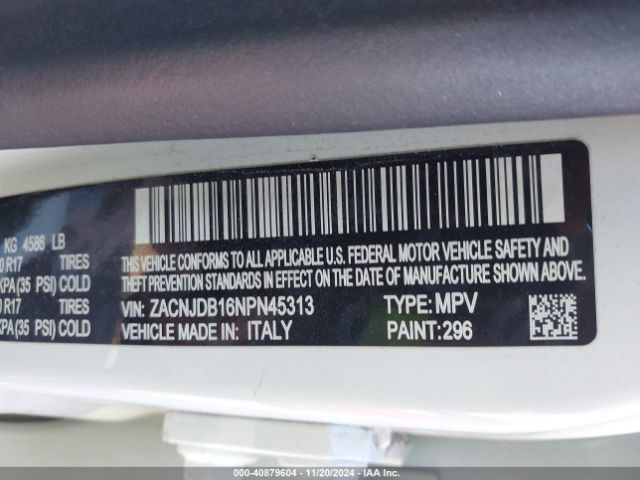 KG 4586 LB
0 R17 TIRES
KPA(35 PSI) COLD
0 R17 TIRES
KPA(35 PSI) COLD
THIS VEHICLE CONFORMS TO ALL APPLICABLE U.S. FEDERAL MOTOR VEHICLE SAFETY AND
THEFT PREVENTION STANDARDS IN EFFECT ON THE DATE OF MANUFACTURE SHOWN ABOVE.
VIN: ZACNJDB16NPN45313 TYPE: MPV
VEHICLE MADE IN: ITALY PAINT:296
000-40879604 | 11/20/2024 - IAA Inc.